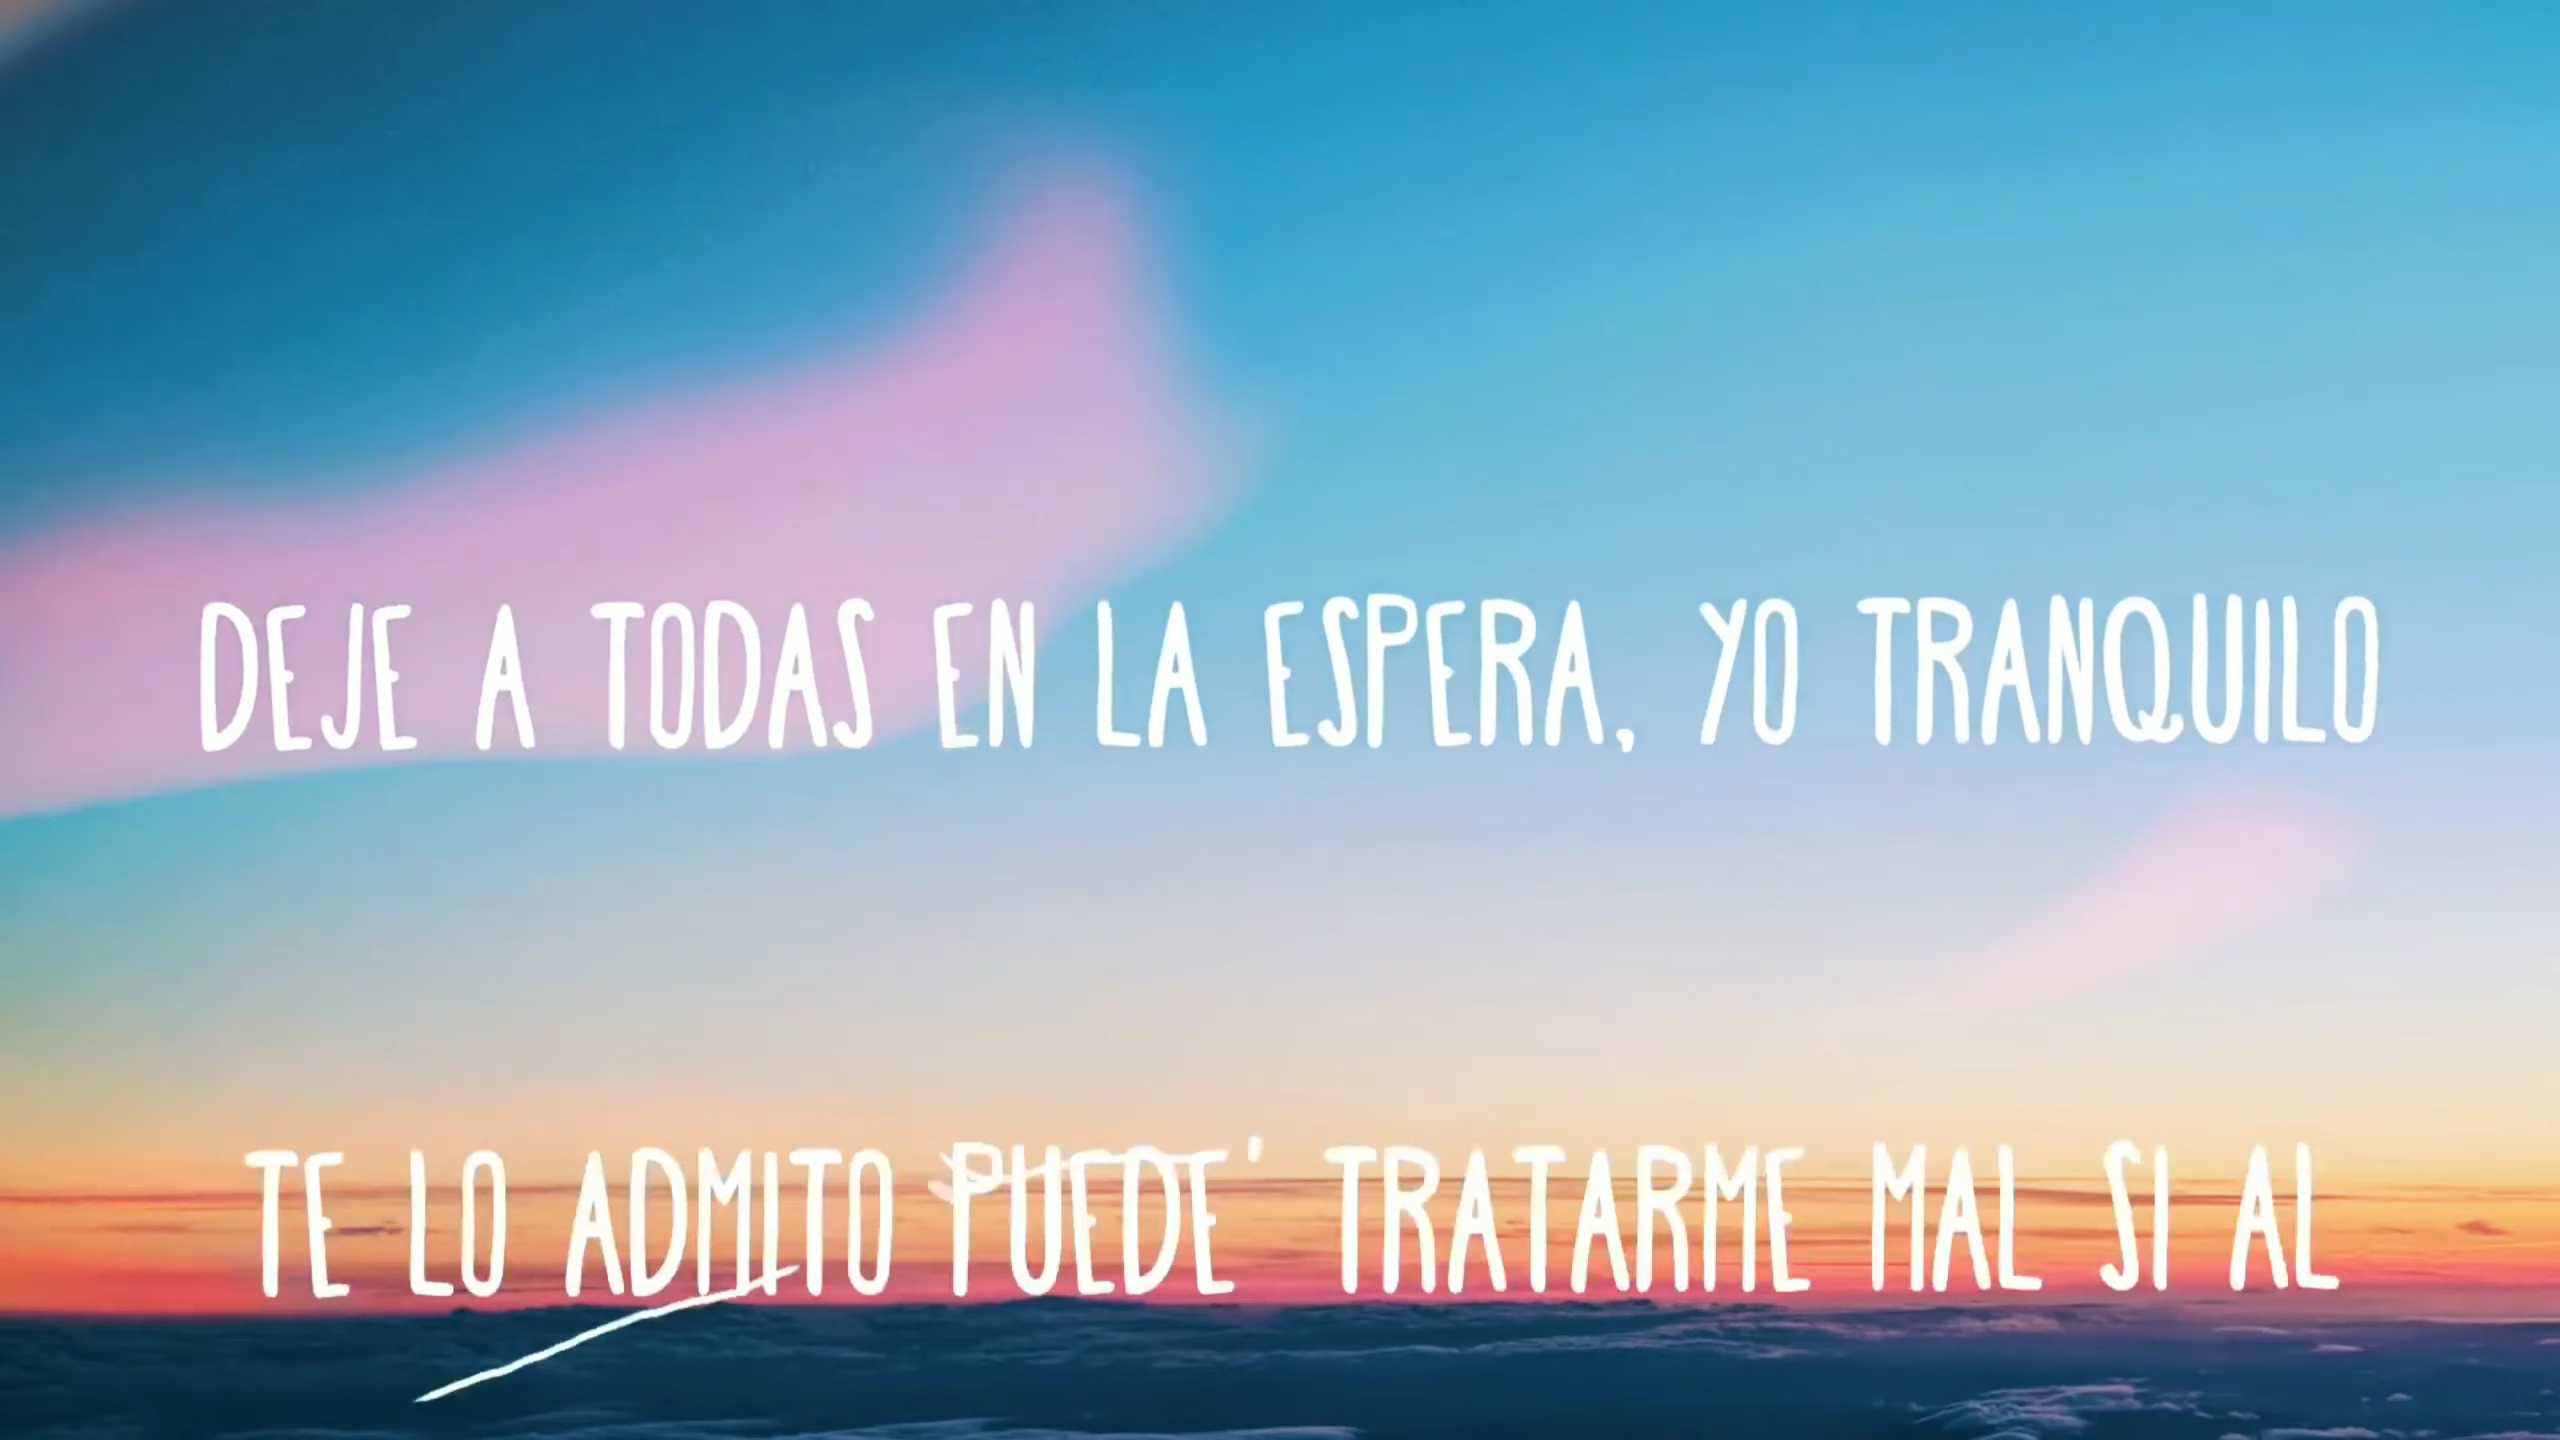 DEJE A TODAS EN LA ESPERA, YO TRANQUILO
TE LO ADMITO PUEDE' TRATARME MAL SI AL